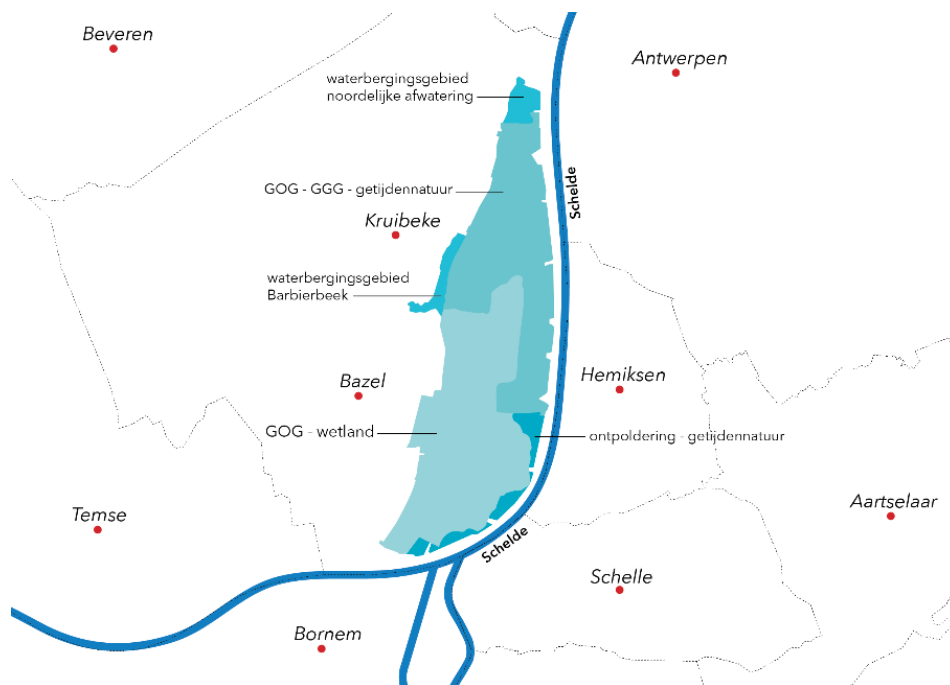 Beveren
Antwerpen
waterbergingsgebied
noordelijke afwatering
Schelde
GOG - GGG - getijdennatuur
Kruibeke
waterbergingsgebied
Barbierbeek
Hemiksen
Bazel
GOG - wetland
ontpoldering - getijdennatuur
Aartselaar
Temse
Schelde
Schelle
Bornem